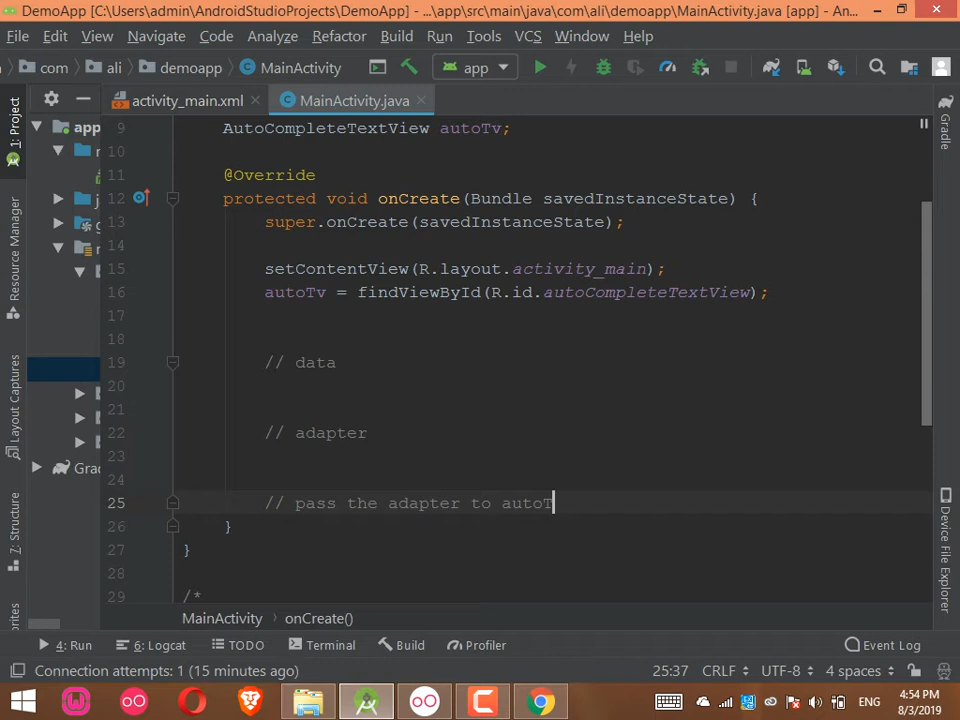 DemoApp [C:\Users\admin\AndroidStudioProjects\DemoApp] - ...\app\src\main\java\com\ali\demoapp\MainActivity.java [app] - An...
File Edit View Navigate Code Analyze Refactor Build Run Tools VCS Window Help
com ali demoapp MainActivity app
1: Project
activity_main.xml MainActivity.java
Gradle
app
9 AutoCompleteTextView autoTv;
10
11 @Override
12 protected void onCreate(Bundle savedInstanceState) {
13 super.onCreate(savedInstanceState);
14
15 setContentView(R.layout.activity_main);
16 autoTv = findViewById(R.id.autoCompleteTextView);
17
18
19 // data
20
21
22 // adapter
23
24
25 // pass the adapter to autoT
26 }
27 }
28
29 /*
Resource Manager
Layout Captures
7: Structure
Grad
Device File Explorer
MainActivity onCreate()
4: Run 6: Logcat TODO Terminal Build Profiler Event Log
Connection attempts: 1 (15 minutes ago) 25:37 CRLF UTF-8 4 spaces
ENG
4:54 PM
8/3/2019